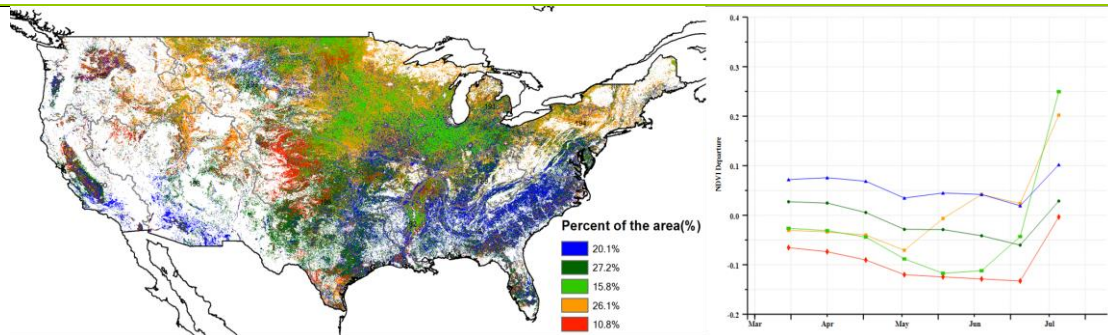 Percent of the area(%)
20.1%
27.2%
15.8%
26.1%
10.8%
NDVI Departure
0.4
0.3
0.2
0.1
0.0
-0.1
-0.2
Mar
Apr
May
Jun
Jul